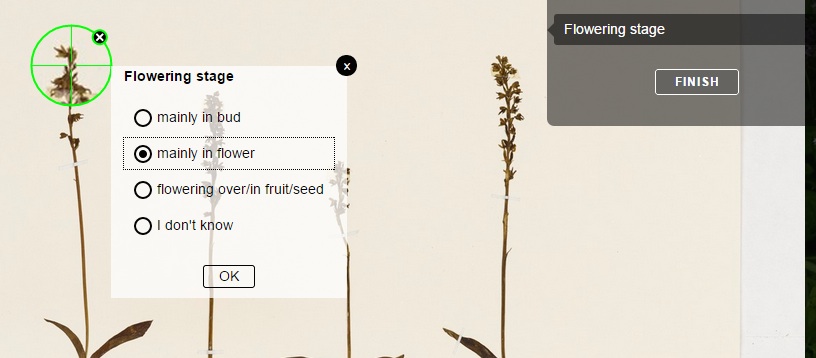 Flowering stage
x
Flowering stage
mainly in bud
mainly in flower
flowering over/in fruit/seed
I don't know
OK
FINISH